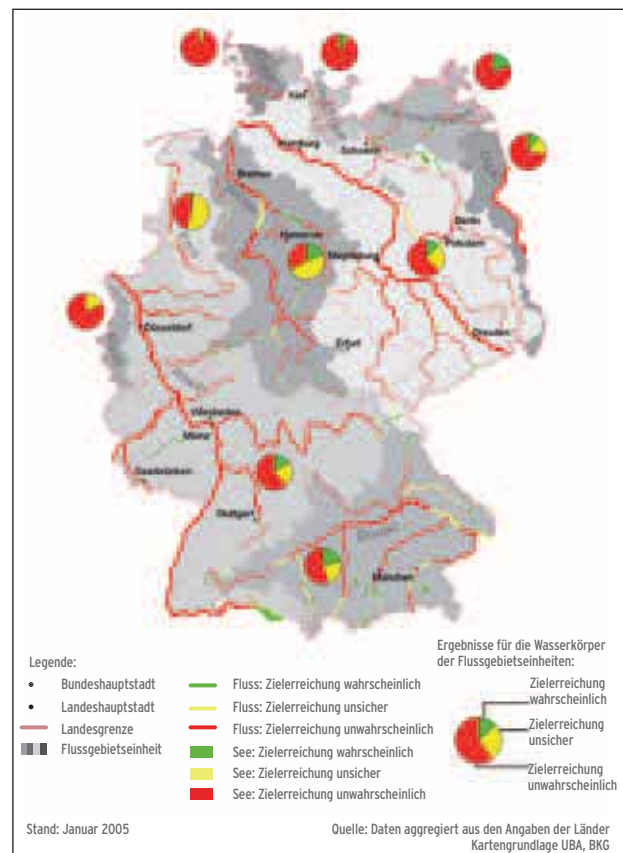 Kiel
Hamburg
Schwerin
Bremen
Berlin
Hannover
Magdeburg
Potsdam
Düsseldorf
Erfurt
Dresden
Wiesbaden
Mainz
Saarbrücken
Stuttgart
Donau
München
Legende:
Bundeshauptstadt
Landeshauptstadt
Landesgrenze
Flussgebietseinheit
Fluss: Zielerreichung wahrscheinlich
Fluss: Zielerreichung unsicher
Fluss: Zielerreichung unwahrscheinlich
See: Zielerreichung wahrscheinlich
See: Zielerreichung unsicher
See: Zielerreichung unwahrscheinlich
Ergebnisse für die Wasserkörper
der Flussgebietseinheiten:
Zielerreichung
wahrscheinlich
Zielerreichung
unsicher
Zielerreichung
unwahrscheinlich
Stand: Januar 2005
Quelle: Daten aggregiert aus den Angaben der Länder
Kartengrundlage UBA, BKG